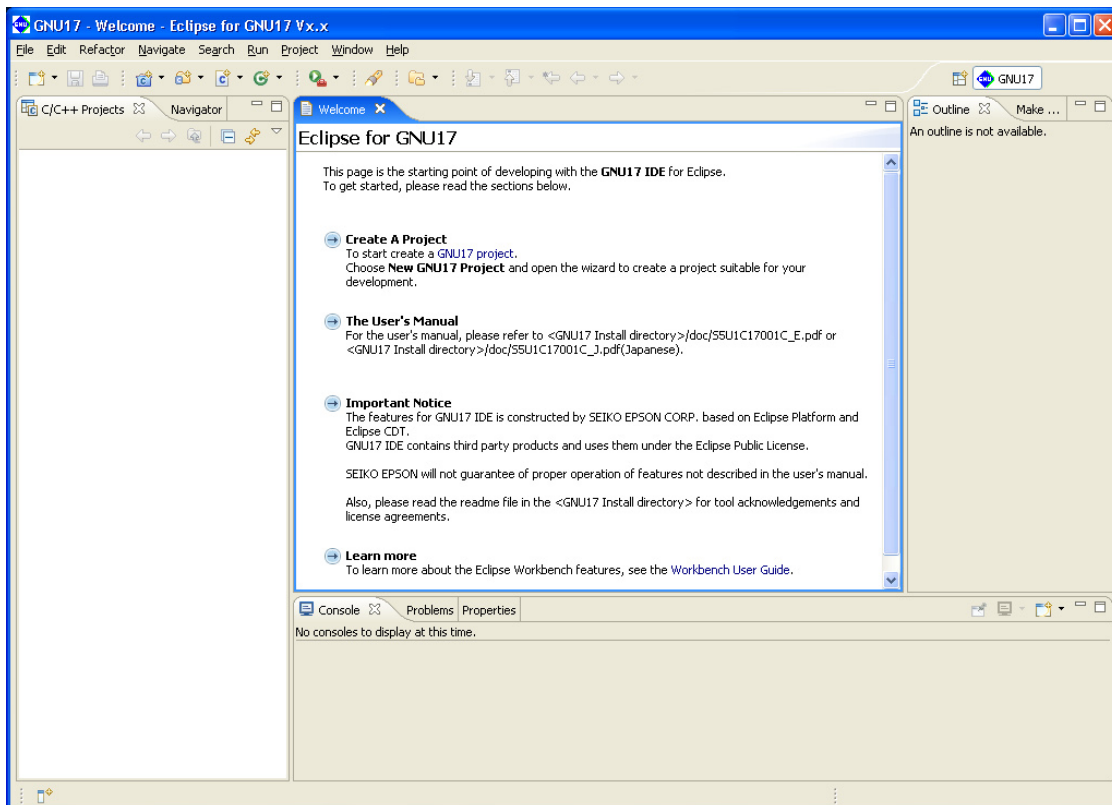 GNU17 - Welcome - Eclipse for GNU17 Vx.x
File Edit Refactor Navigate Search Run Project Window Help
GNU17
C/C++ Projects Navigator
Welcome
Outline Make ...
Eclipse for GNU17
An outline is not available.
This page is the starting point of developing with the GNU17 IDE for Eclipse.
To get started, please read the sections below.
Create A Project
To start create a GNU17 project.
Choose New GNU17 Project and open the wizard to create a project suitable for your
development.
The User's Manual
For the user's manual, please refer to <GNU17 Install directory>/doc/S5U1C17001C_E.pdf or
<GNU17 Install directory>/doc/S5U1C17001C_J.pdf(Japanese).
Important Notice
The features for GNU17 IDE is constructed by SEIKO EPSON CORP. based on Eclipse Platform and
Eclipse CDT.
GNU17 IDE contains third party products and uses them under the Eclipse Public License.
SEIKO EPSON will not guarantee of proper operation of features not described in the user's manual.
Also, please read the readme file in the <GNU17 Install directory> for tool acknowledgements and
license agreements.
Learn more
To learn more about the Eclipse Workbench features, see the Workbench User Guide.
Console Problems Properties
No consoles to display at this time.